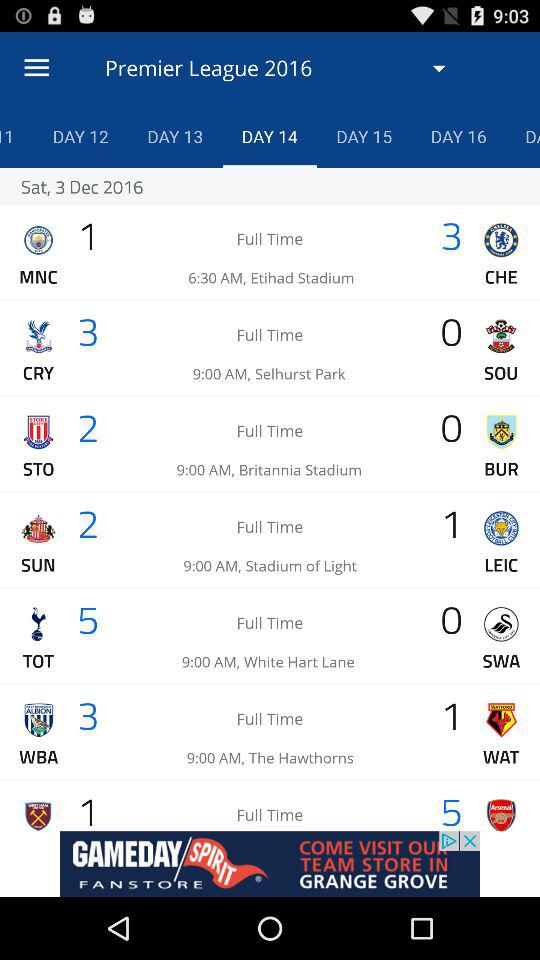 9:03
Premier League 2016
11 DAY 12 DAY 13 DAY 14 DAY 15 DAY 16 DA
Sat, 3 Dec 2016
1 Full Time 3
MNC 6:30 AM, Etihad Stadium CHE
3 Full Time 0
CRY 9:00 AM, Selhurst Park SOU
2 Full Time 0
STO 9:00 AM, Britannia Stadium BUR
2 Full Time 1
SUN 9:00 AM, Stadium of Light LEIC
5 Full Time 0
TOT 9:00 AM, White Hart Lane SWA
3 Full Time 1
WBA 9:00 AM, The Hawthorns WAT
1 Full Time 5
Arsenal
GAMEDAY SPIRIT
FANSTORE
COME VISIT OUR
TEAM STORE IN
GRANGE GROVE